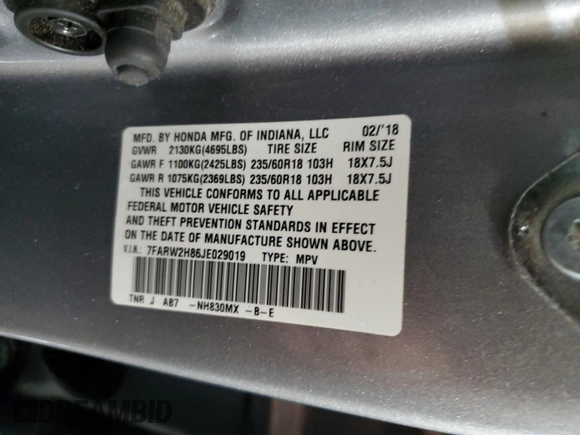 MFD. BY HONDA MFG. OF INDIANA, LLC 02/'18
GVWR 2130KG(4695LBS) TIRE SIZE RIM SIZE
GAWR F 1100KG(2425LBS) 235/60R18 103H 18X7.5J
GAWR R 1075KG(2369LBS) 235/60R18 103H 18X7.5J
THIS VEHICLE CONFORMS TO ALL APPLICABLE
FEDERAL MOTOR VEHICLE SAFETY
AND THEFT PREVENTION STANDARDS IN EFFECT
ON THE DATE OF MANUFACTURE SHOWN ABOVE.
V.I.N.: 7FARW2H86JE029019 TYPE: MPV
TNB J A87 -NH830MX -B-E
DREAMBID